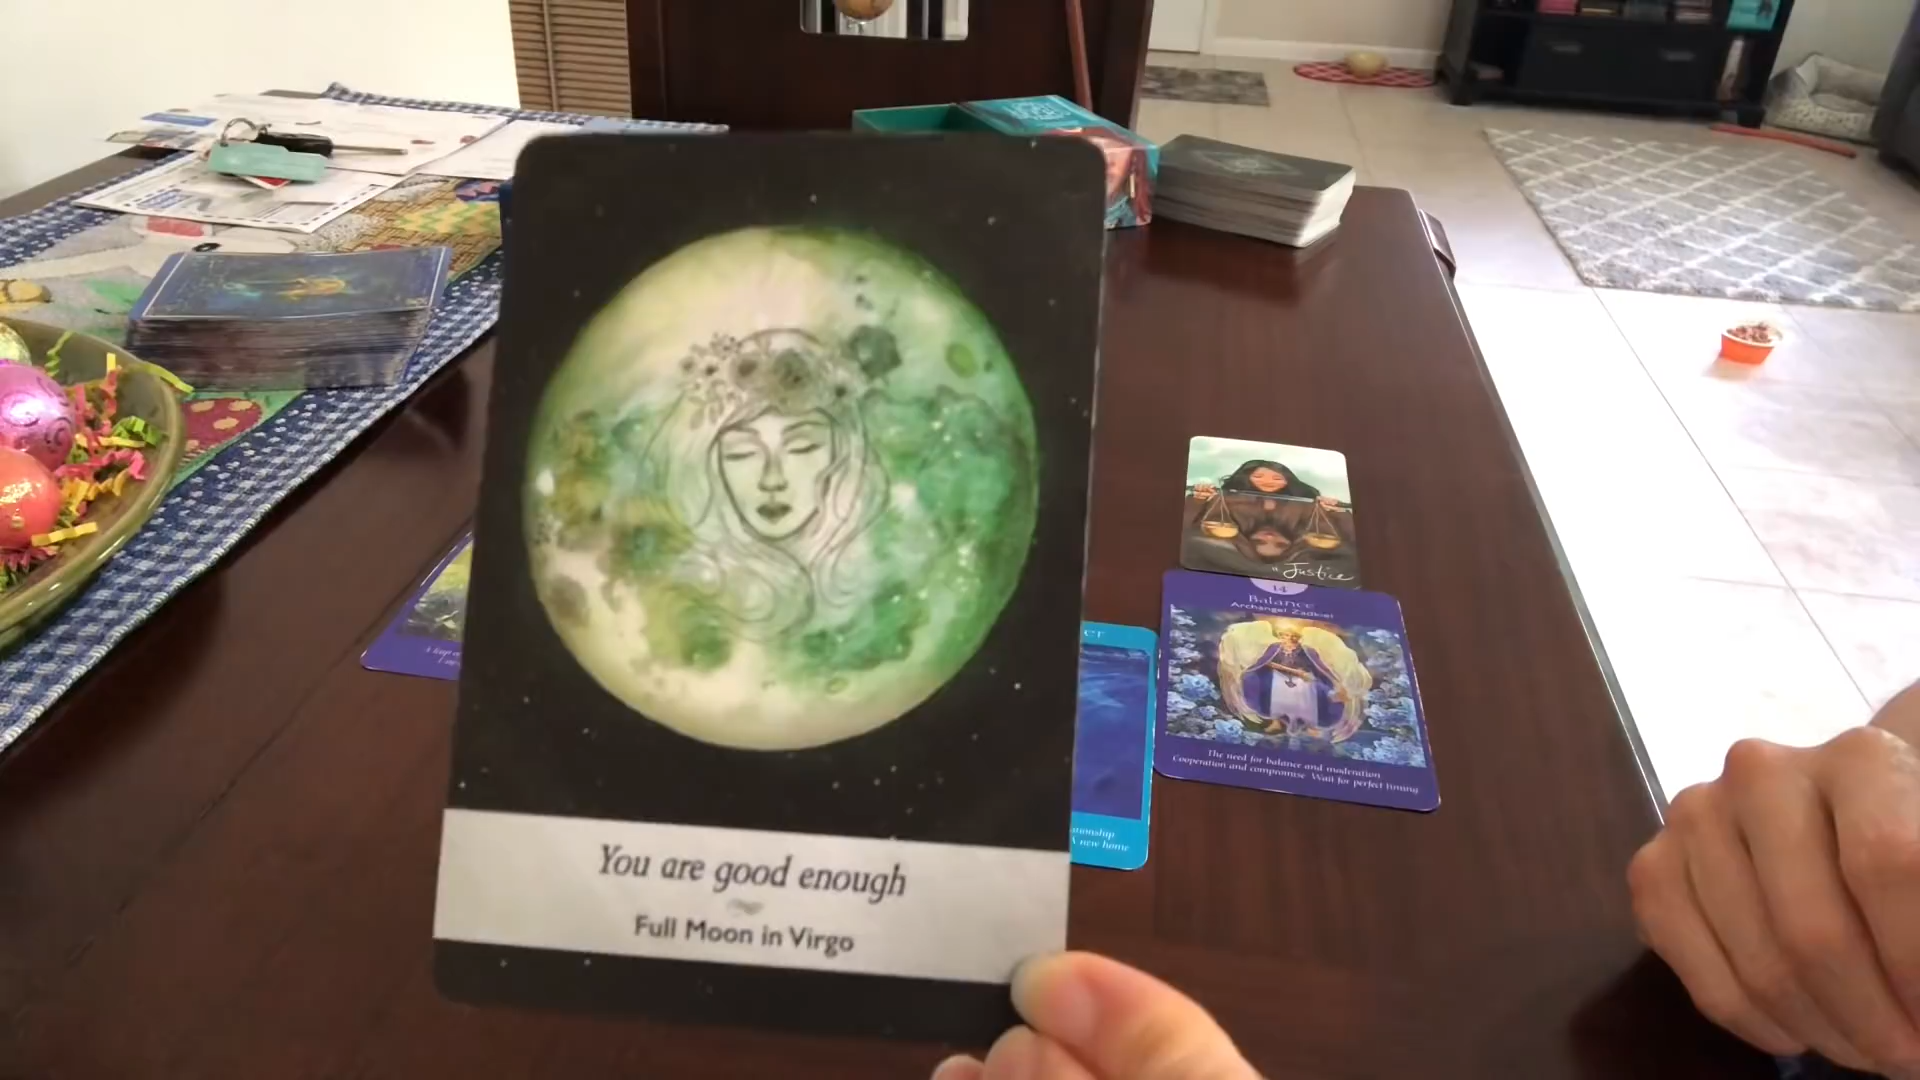 You are good enough
Full Moon in Virgo
Justice
14
Balance
Archangel Zadkiel
The need for balance and moderation
Cooperation and compromise Wait for perfect timing
A new home